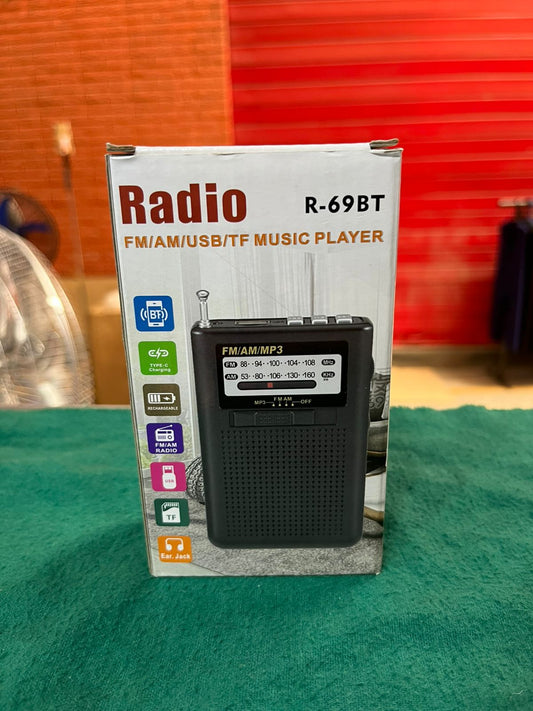 Radio
R-69BT
FM/AM/USB/TF MUSIC PLAYER
BT
TYPE-C
Charging
RECHARGEABLE
FM/AM
RADIO
USB
TF
Ear. Jack
FM/AM/MP3
FM 88 -94- 100 -104 -108 MHz
AM 53 -80 -106 -130 -160 KHz
FM AM
MP3 OFF